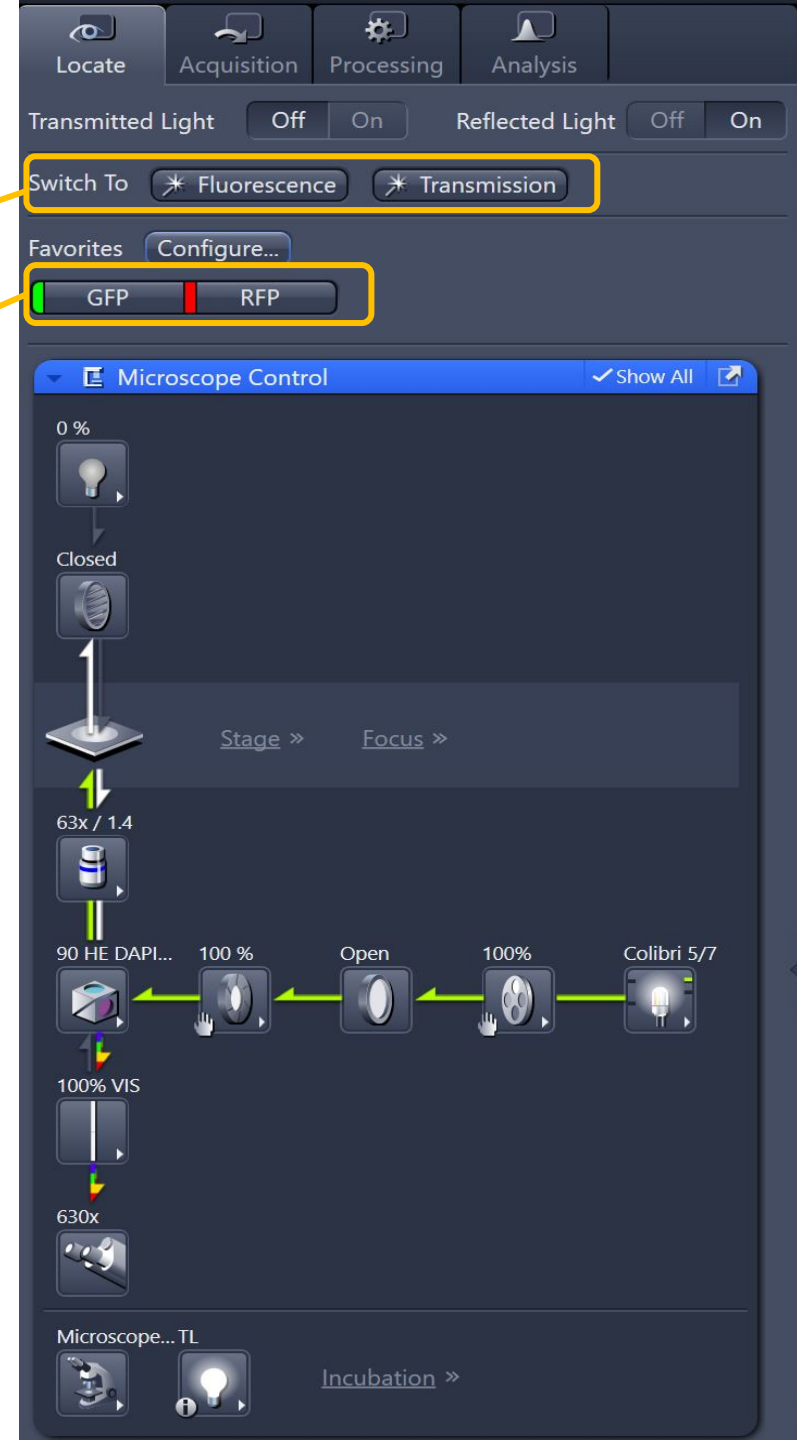 Locate Acquisition Processing Analysis
Transmitted Light Off On Reflected Light Off On
Switch To Fluorescence Transmission
Favorites Configure...
GFP RFP
Microscope Control Show All
0 %
Closed
Stage » Focus »
63x / 1.4
90 HE DAPI... 100 % Open 100% Colibri 5/7
100% VIS
630x
Microscope... TL
Incubation »